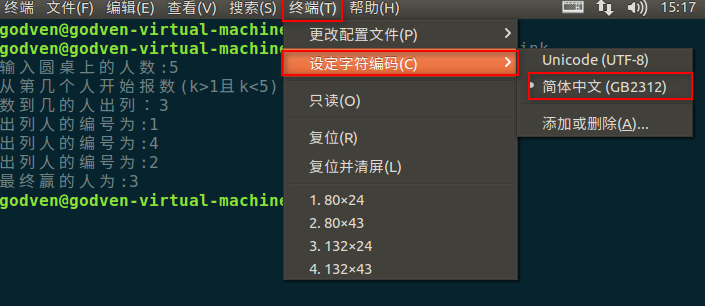 终端 文件(F) 编辑(E) 查看(V) 搜索(S) 终端(T) 帮助(H) 15:17
godven@godven-virtual-machine
输入圆桌上的人数:5
从第几个人开始报数(k>1且k<5)
数到几的人出列：3
出列人的编号为:1
出列人的编号为:4
出列人的编号为:2
最终赢的人为:3
godven@godven-virtual-machine
更改配置文件(P)
设定字符编码(C)
只读(O)
复位(R)
复位并清屏(L)
1. 80×24
2. 80×43
3. 132×24
4. 132×43
Unicode (UTF-8)
简体中文 (GB2312)
添加或删除(A)...